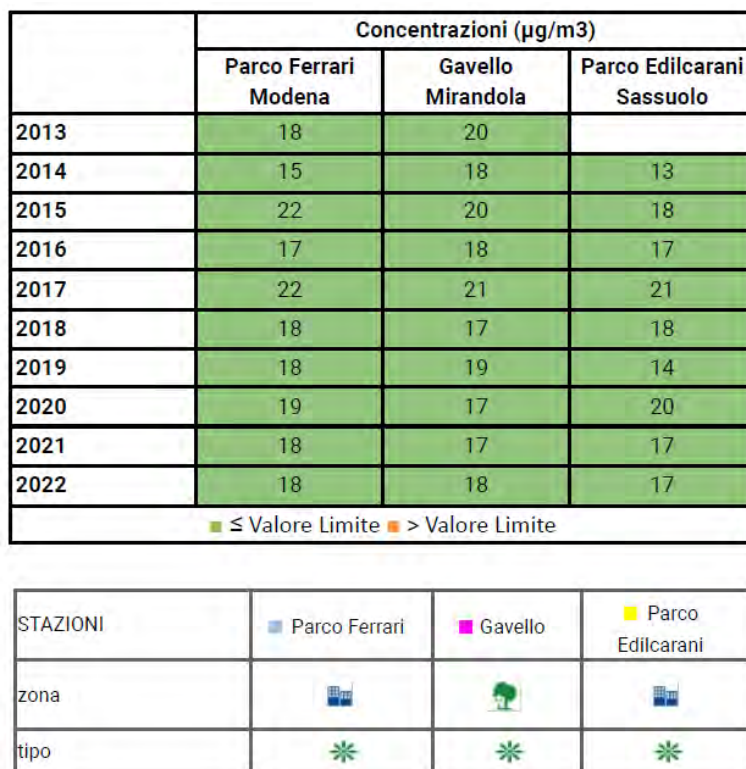 Concentrazioni (µg/m3)
Parco Ferrari Modena Gavello Mirandola Parco Edilcarani Sassuolo
2013 18 20
2014 15 18 13
2015 22 20 18
2016 17 18 17
2017 22 21 21
2018 18 17 18
2019 18 19 14
2020 19 17 20
2021 18 17 17
2022 18 18 17
≤ Valore Limite > Valore Limite
STAZIONI Parco Ferrari Gavello Parco Edilcarani
zona
tipo